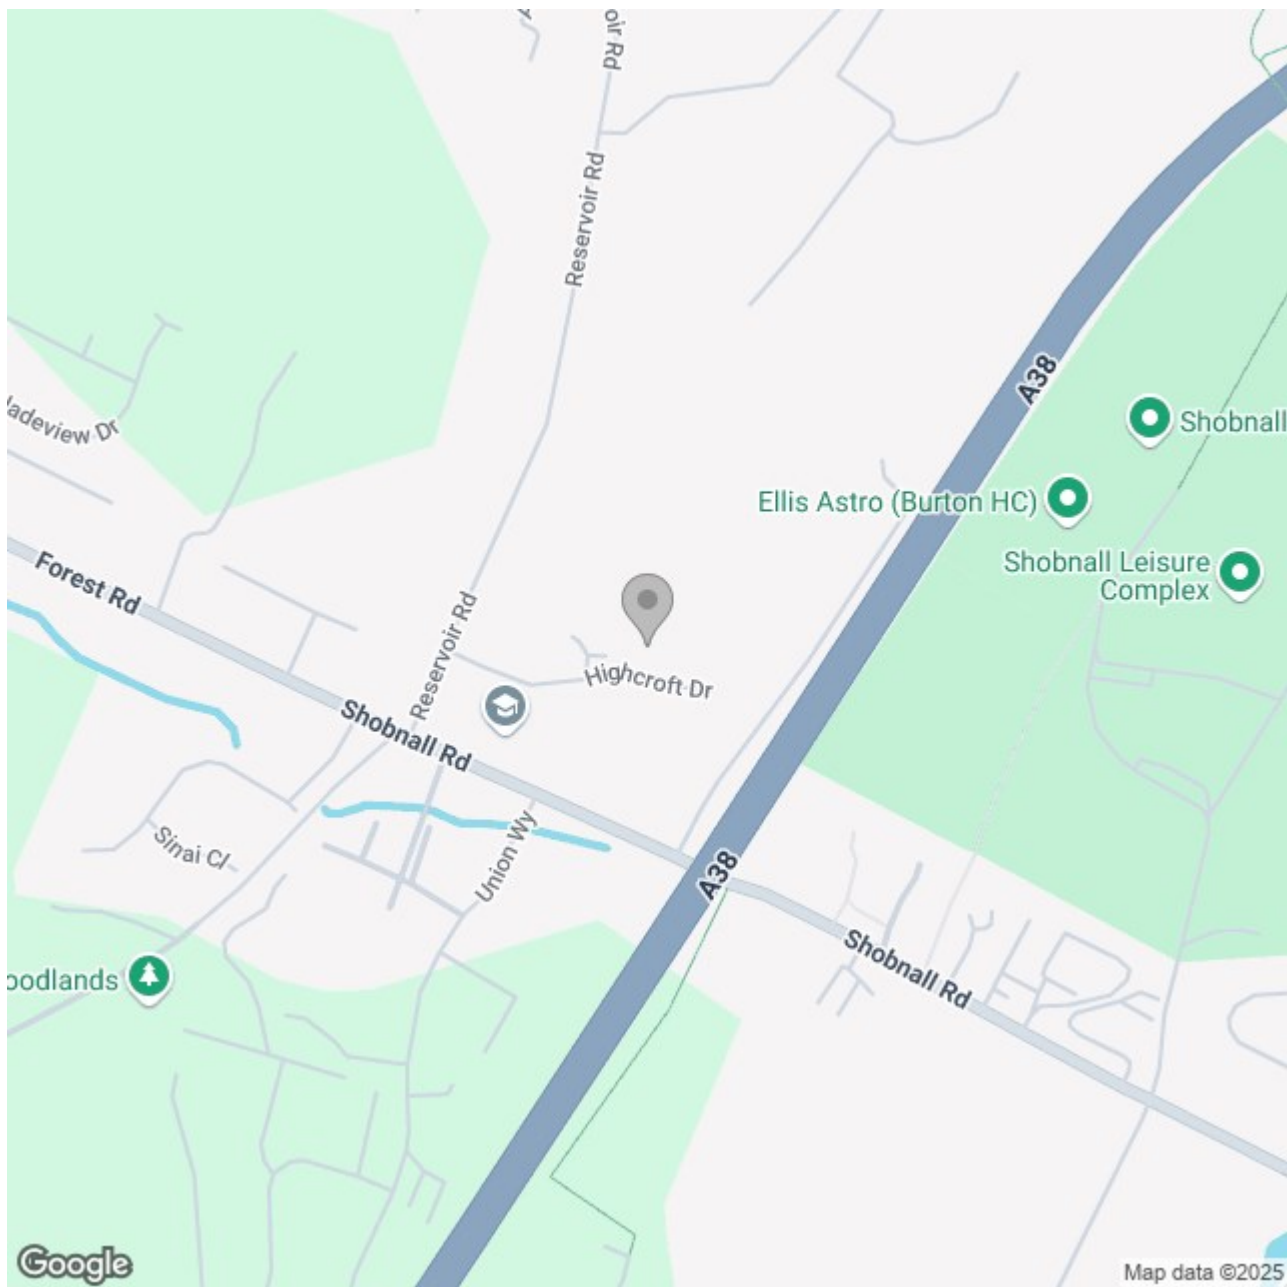 oir Rd
Reservoir Rd
A38
adeview Dr
Shobnall
Ellis Astro (Burton HC)
Shobnall Leisure
Complex
Forest Rd
Reservoir Rd
Highcroft Dr
Shobnall Rd
Sinai Cl
Union Wy
A38
Shobnall Rd
oodlands
Google
Map data ©2025